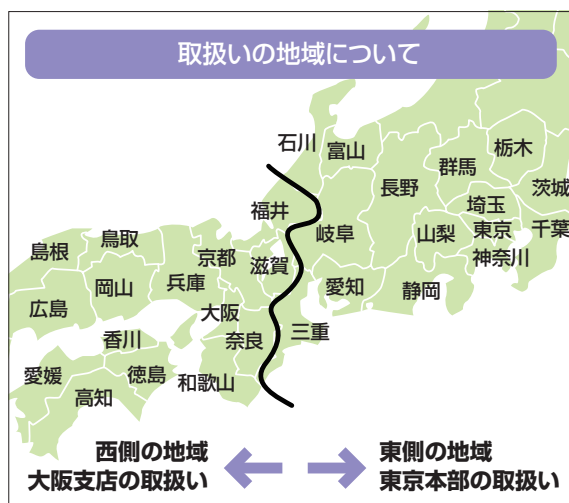 取扱いの地域について
石川
富山
栃木
群馬
長野
茨城
埼玉
福井
岐阜
山梨
東京
千葉
鳥取
島根
京都
滋賀
神奈川
兵庫
岡山
愛知
静岡
広島
大阪
三重
香川
奈良
愛媛
徳島
和歌山
高知
西側の地域
大阪支店の取扱い
東側の地域
東京本部の取扱い